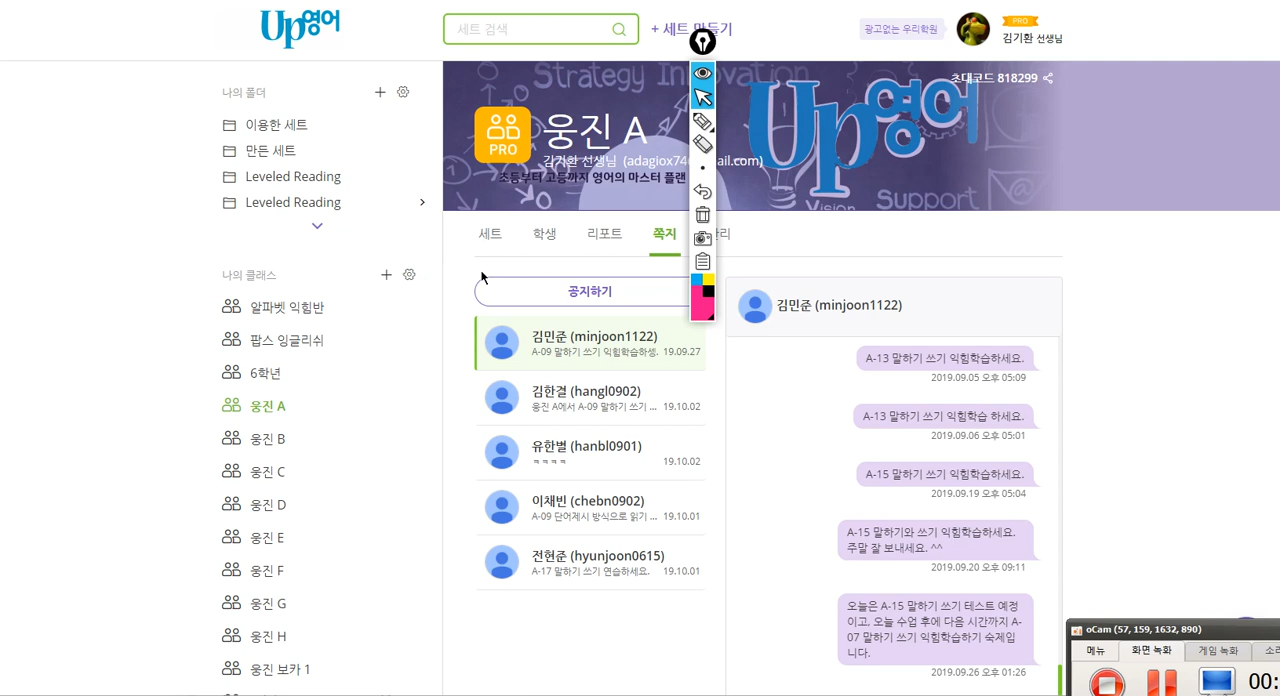 Up영어
세트 검색
+ 세트 만들기
광고없는 우리학원
PRO
김기환 선생님
나의 폴더
이용한 세트
만든 세트
Leveled Reading
Leveled Reading
나의 클래스
알파벳 익힘반
팝스 잉글리쉬
6학년
웅진 A
웅진 B
웅진 C
웅진 D
웅진 E
웅진 F
웅진 G
웅진 H
웅진 보카 1
Strategy Innovation
초대코드 818299
PRO
웅진 A
김기환 선생님
초등부터 고등까지 영어의 마스터 플랜
Up영어
Vision
Support
세트
학생
리포트
쪽지
공지하기
김민준 (minjoon1122)
A-09 말하기 쓰기 익힘학습하셍. 19.09.27
김한결 (hangl0902)
웅진 A에서 A-09 말하기 쓰기 ... 19.10.02
유한별 (hanbl0901)
ㅋㅋㅋㅋ 19.10.02
이채빈 (chebn0902)
A-09 단어제시 방식으로 읽기 ... 19.10.01
전현준 (hyunjoon0615)
A-17 말하기 쓰기 연습하세요. 19.10.01
김민준 (minjoon1122)
A-13 말하기 쓰기 익힘학습하세요.
2019.09.05 오후 05:09
A-13 말하기 쓰기 익힘학습 하세요.
2019.09.06 오후 05:01
A-15 말하기 쓰기 익힘학습하세요.
2019.09.19 오후 05:04
A-15 말하기와 쓰기 익힘학습하세요.
주말 잘 보내세요. ^^
2019.09.20 오후 09:11
오늘은 A-15 말하기 쓰기 테스트 예정
이고, 오늘 수업 후에 다음 시간까지 A-
07 말하기 쓰기 익힘학습하기 숙제입
니다.
2019.09.26 오후 01:26
oCam (57, 159, 1632, 890)
메뉴
화면 녹화
게임 녹화
소리
00: